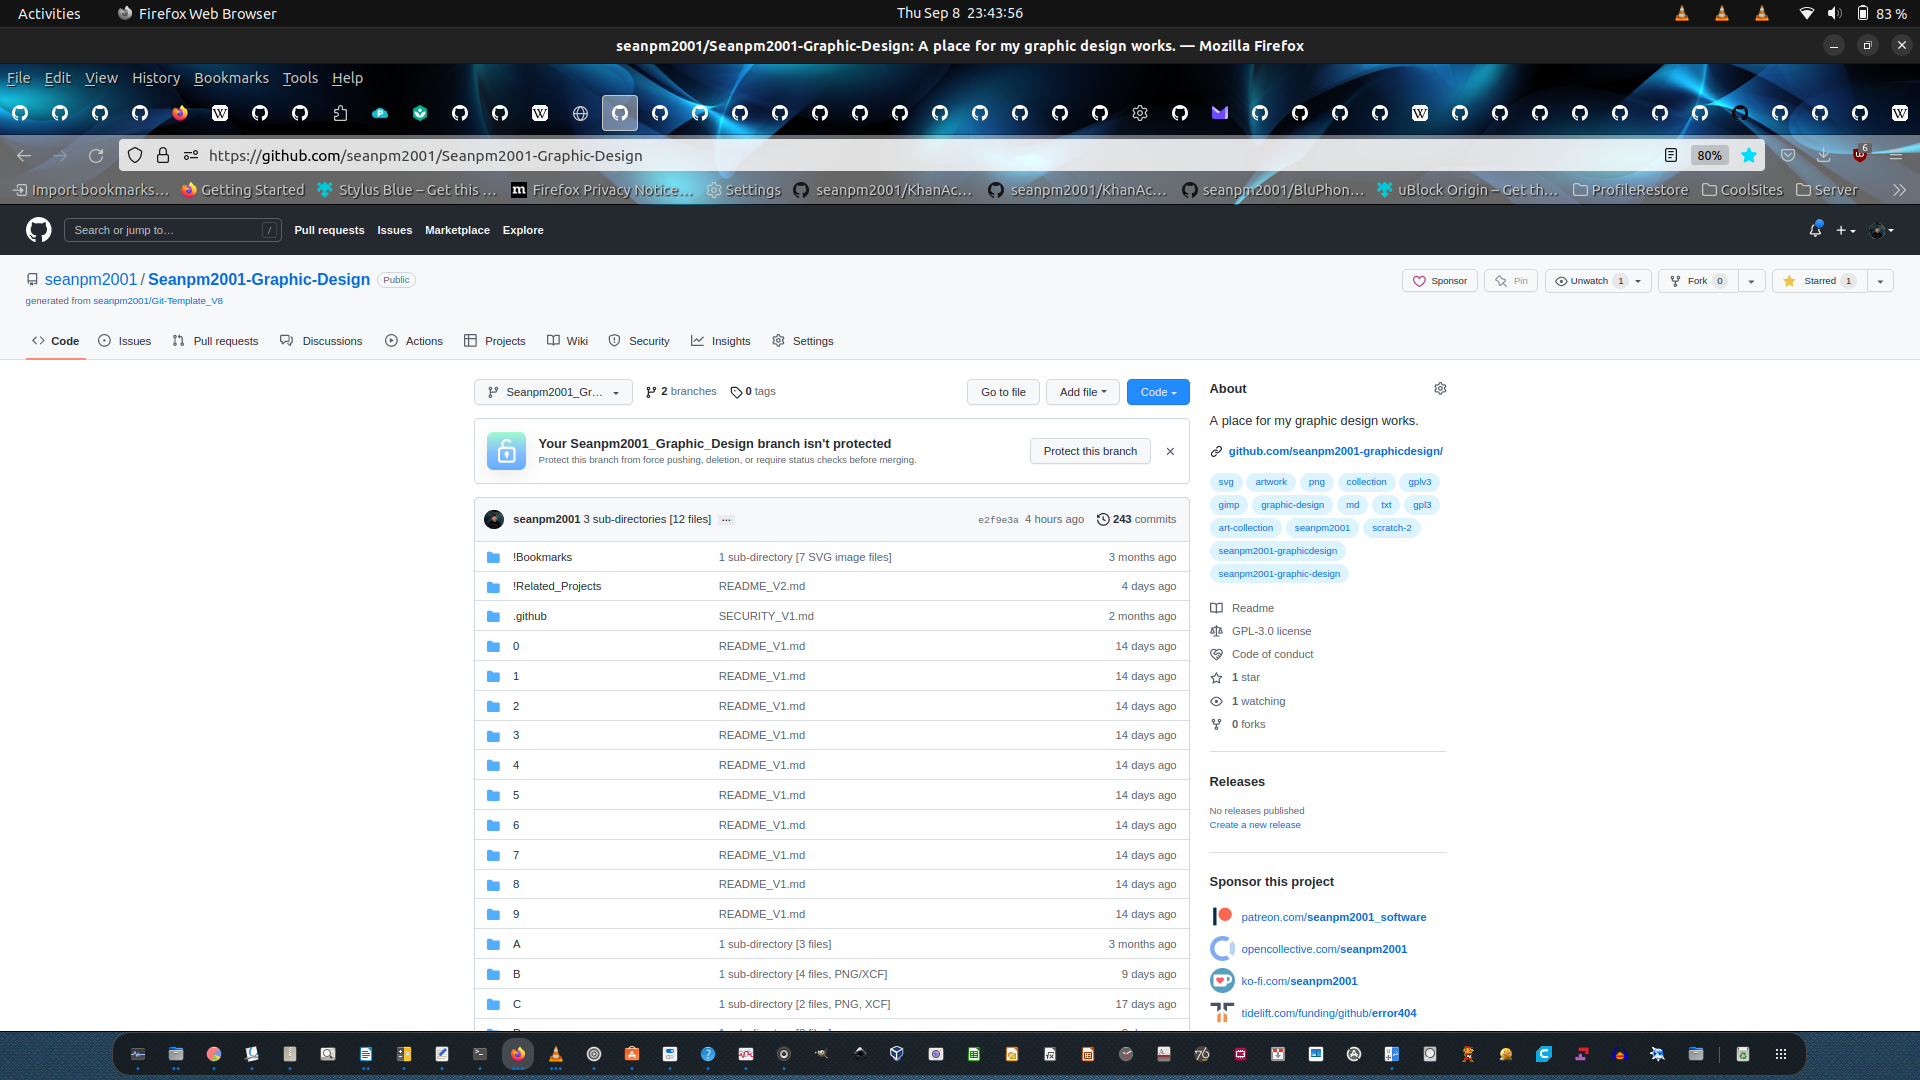 Activities Firefox Web Browser Thu Sep 8 23:43:56 83 %
seanpm2001/Seanpm2001-Graphic-Design: A place for my graphic design works. — Mozilla Firefox
File Edit View History Bookmarks Tools Help
https://github.com/seanpm2001/Seanpm2001-Graphic-Design 80% 6
Import bookmarks… Getting Started Stylus Blue – Get this … Firefox Privacy Notice… Settings seanpm2001/KhanAc… seanpm2001/KhanAc… seanpm2001/BluPhon… uBlock Origin – Get th… ProfileRestore CoolSites Server
Search or jump to… / Pull requests Issues Marketplace Explore
seanpm2001 / Seanpm2001-Graphic-Design Public Sponsor Pin Unwatch 1 Fork 0 Starred 1
generated from seanpm2001/Git-Template_V8
Code Issues Pull requests Discussions Actions Projects Wiki Security Insights Settings
Seanpm2001_Gr… 2 branches 0 tags Go to file Add file Code
Your Seanpm2001_Graphic_Design branch isn't protected
Protect this branch from force pushing, deletion, or require status checks before merging.
Protect this branch
seanpm2001 3 sub-directories [12 files] … e2f9e3a 4 hours ago 243 commits
!Bookmarks 1 sub-directory [7 SVG image files] 3 months ago
!Related_Projects README_V2.md 4 days ago
.github SECURITY_V1.md 2 months ago
0 README_V1.md 14 days ago
1 README_V1.md 14 days ago
2 README_V1.md 14 days ago
3 README_V1.md 14 days ago
4 README_V1.md 14 days ago
5 README_V1.md 14 days ago
6 README_V1.md 14 days ago
7 README_V1.md 14 days ago
8 README_V1.md 14 days ago
9 README_V1.md 14 days ago
A 1 sub-directory [3 files] 3 months ago
B 1 sub-directory [4 files, PNG/XCF] 9 days ago
C 1 sub-directory [2 files, PNG, XCF] 17 days ago
About
A place for my graphic design works.
github.com/seanpm2001-graphicdesign/
svg artwork png collection gplv3
gimp graphic-design md txt gpl3
art-collection seanpm2001 scratch-2
seanpm2001-graphicdesign
seanpm2001-graphic-design
Readme
GPL-3.0 license
Code of conduct
1 star
1 watching
0 forks
Releases
No releases published
Create a new release
Sponsor this project
patreon.com/seanpm2001_software
opencollective.com/seanpm2001
ko-fi.com/seanpm2001
tidelift.com/funding/github/error404